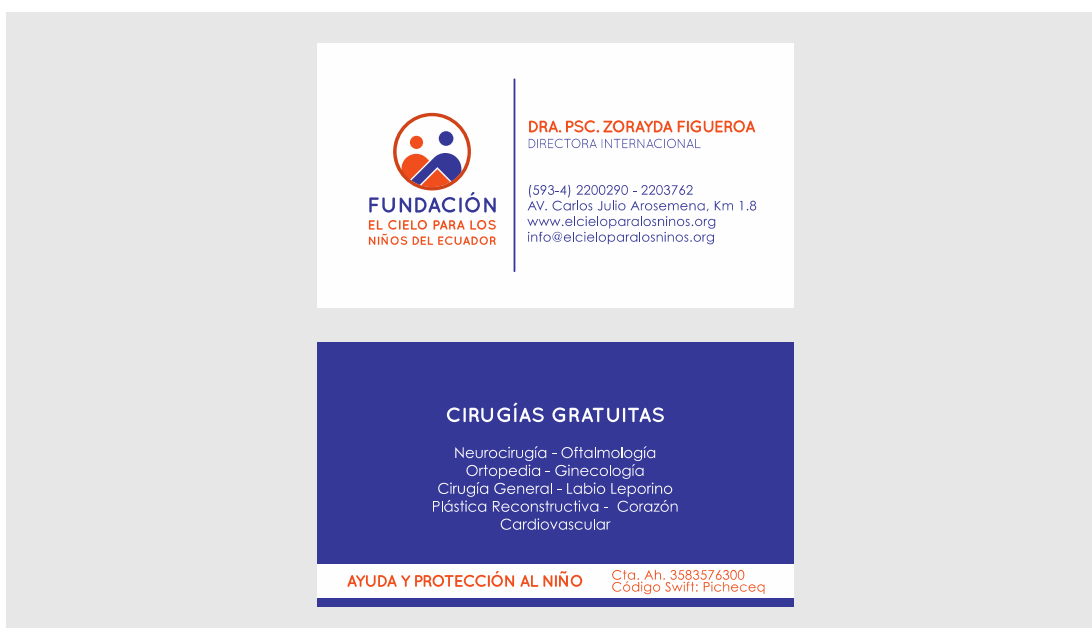 FUNDACIÓN
EL CIELO PARA LOS
NIÑOS DEL ECUADOR
DRA. PSC. ZORAYDA FIGUEROA
DIRECTORA INTERNACIONAL
(593-4) 2200290 - 2203762
AV. Carlos Julio Arosemena, Km 1.8
www.elcieloparalosninos.org
info@elcieloparalosninos.org
CIRUGÍAS GRATUITAS
Neurocirugía - Oftalmología
Ortopedia - Ginecología
Cirugía General - Labio Leporino
Plástica Reconstructiva - Corazón
Cardiovascular
AYUDA Y PROTECCIÓN AL NIÑO
Cta. Ah. 3583576300
Código Swift: Picheceq